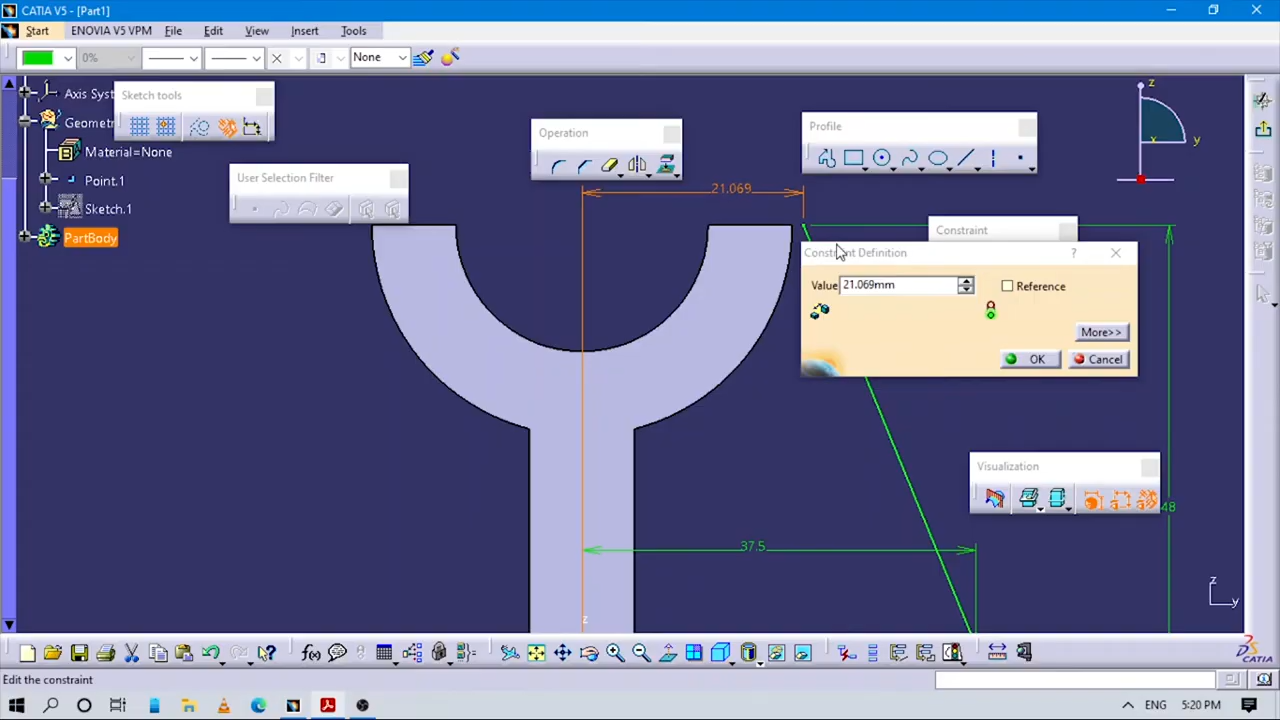 CATIA V5 - [Part1]
Start ENOVIA V5 VPM File Edit View Insert Tools
0% None
Axis Syst
Sketch tools
Geometr
Material=None
Point.1
Sketch.1
PartBody
User Selection Filter
Operation
Profile
21.069
Constraint
Constraint Definition ?
Value 21.069mm
Reference
More>>
OK Cancel
Visualization
48
37.5
z
x
y
z
z
y
f(x)
CATIA
Edit the constraint
ENG 5:20 PM